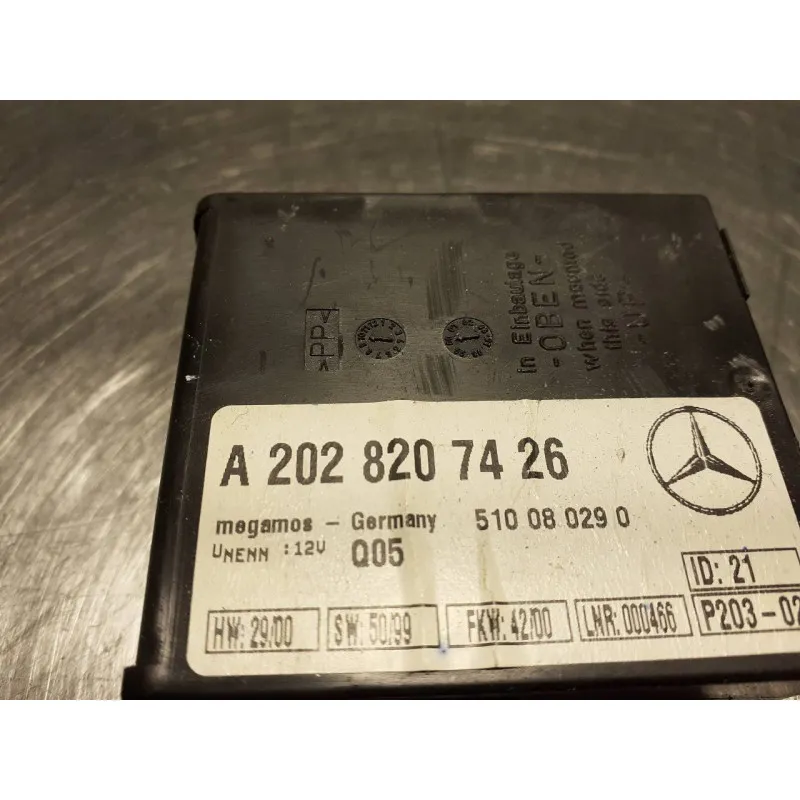 >PP<
in Einbaulage
-OBEN-
when mounted
this side
-UP-
A 202 820 74 26
megamos - Germany 510 08 029 0
UNENN :12V Q05
ID: 21
HW: 29/00 SW: 50/99 FKW: 42/00 LNR: 000466 P203-02